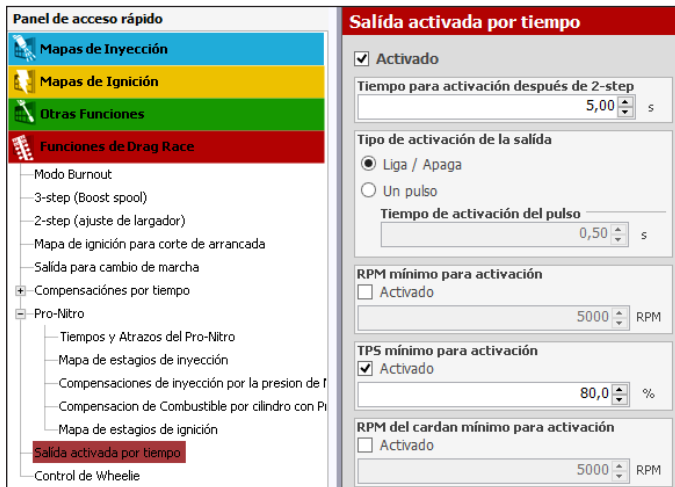 Panel de acceso rápido
Mapas de Inyección
Mapas de Ignición
Otras Funciones
Funciones de Drag Race
Modo Burnout
3-step (Boost spool)
2-step (ajuste de largador)
Mapa de ignición para corte de arrancada
Salída para cambio de marcha
Compensaciónes por tiempo
Pro-Nitro
Tiempos y Atrazos del Pro-Nitro
Mapa de estagios de inyección
Compensaciones de inyección por la presion de
Compensacion de Combustible por cilindro con
Mapa de estagios de ignición
Salída activada por tiempo
Control de Wheelie
Salída activada por tiempo
Activado
Tiempo para activación después de 2-step
5,00 s
Tipo de activación de la salída
Liga / Apaga
Un pulso
Tiempo de activación del pulso
0,50 s
RPM mínimo para activación
Activado
5000 RPM
TPS mínimo para activación
Activado
80,0 %
RPM del cardan mínimo para activación
Activado
5000 RPM